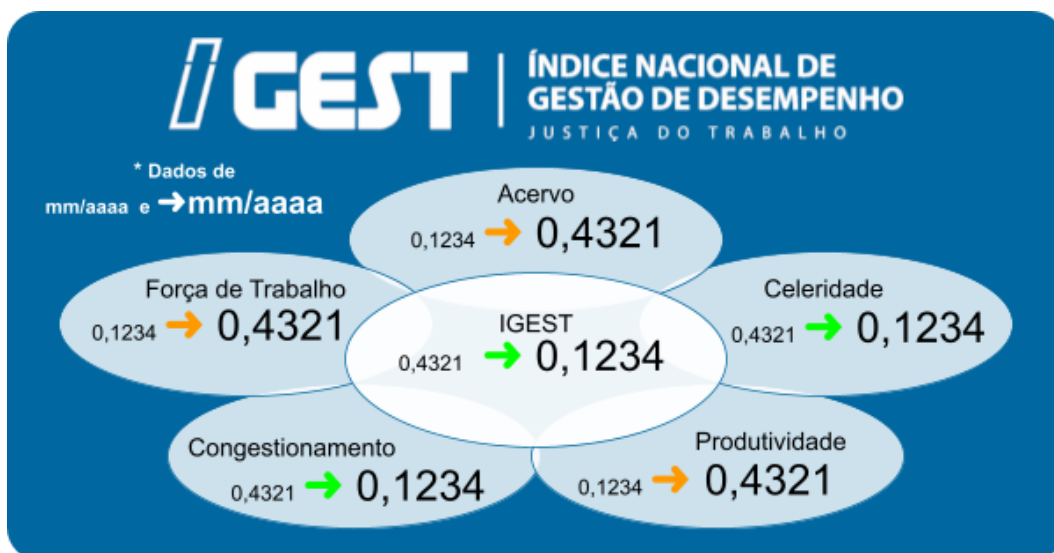 IGEST
ÍNDICE NACIONAL DE
GESTÃO DE DESEMPENHO
JUSTIÇA DO TRABALHO
* Dados de
mm/aaaa e ➜mm/aaaa
Acervo
0,1234 ➜ 0,4321
Força de Trabalho
0,1234 ➜ 0,4321
IGEST
0,4321 ➜ 0,1234
Celeridade
0,4321 ➜ 0,1234
Congestionamento
0,4321 ➜ 0,1234
Produtividade
0,1234 ➜ 0,4321